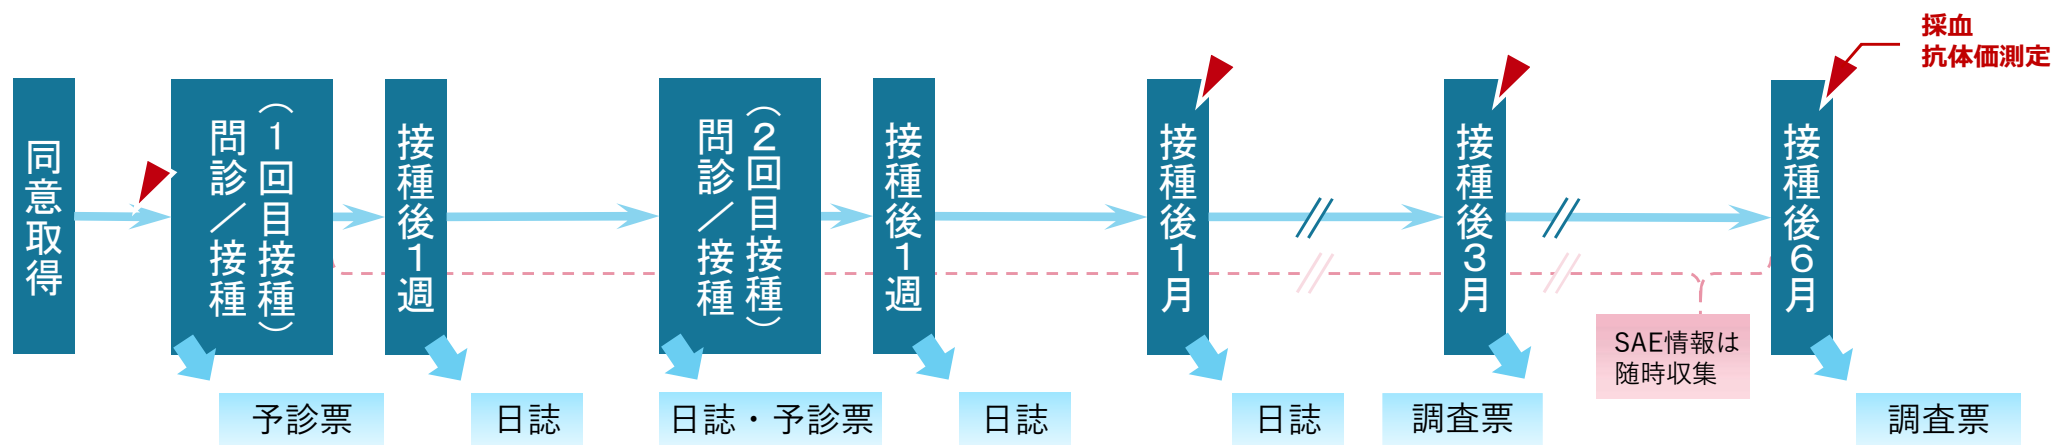 採血
抗体価測定
同意取得
（１回目接種）
問診／接種
接種後１週
（２回目接種）
問診／接種
接種後１週
接種後１月
接種後３月
接種後６月
SAE情報は
随時収集
予診票
日誌
日誌・予診票
日誌
日誌
調査票
調査票